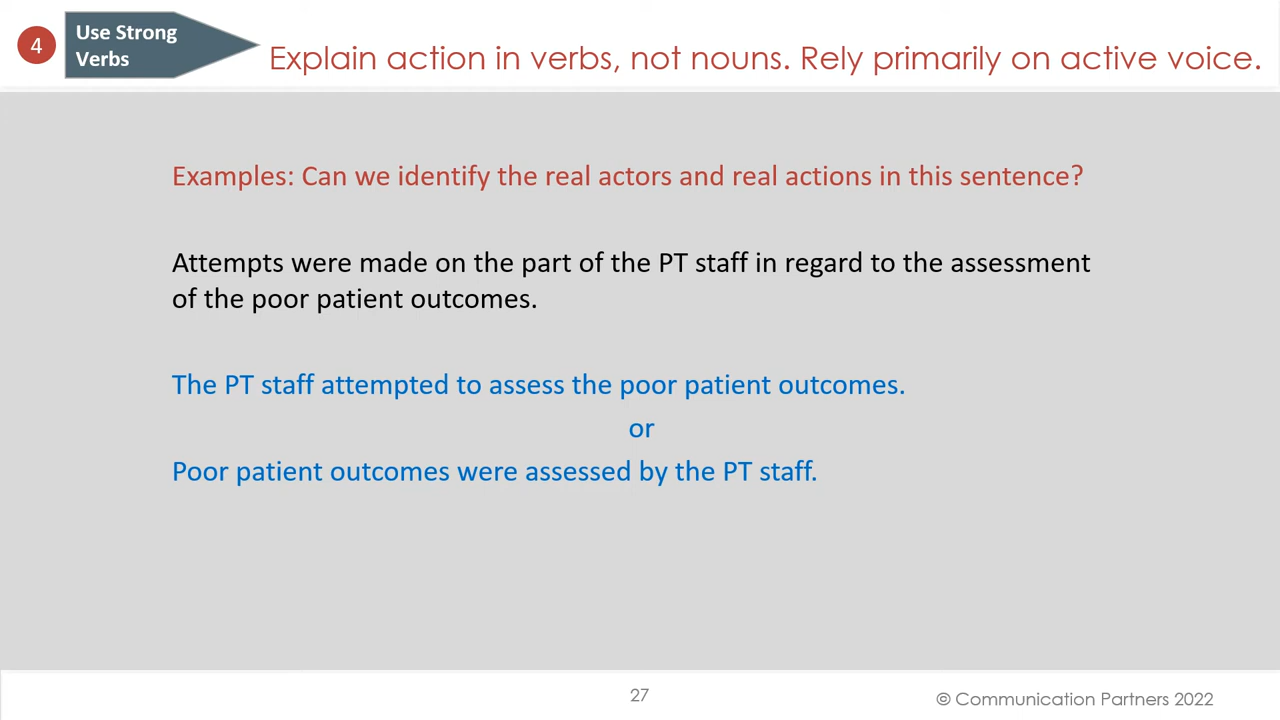 4
Use Strong
Verbs
Explain action in verbs, not nouns. Rely primarily on active voice.
Examples: Can we identify the real actors and real actions in this sentence?
Attempts were made on the part of the PT staff in regard to the assessment
of the poor patient outcomes.
The PT staff attempted to assess the poor patient outcomes.
or
Poor patient outcomes were assessed by the PT staff.
27
© Communication Partners 2022